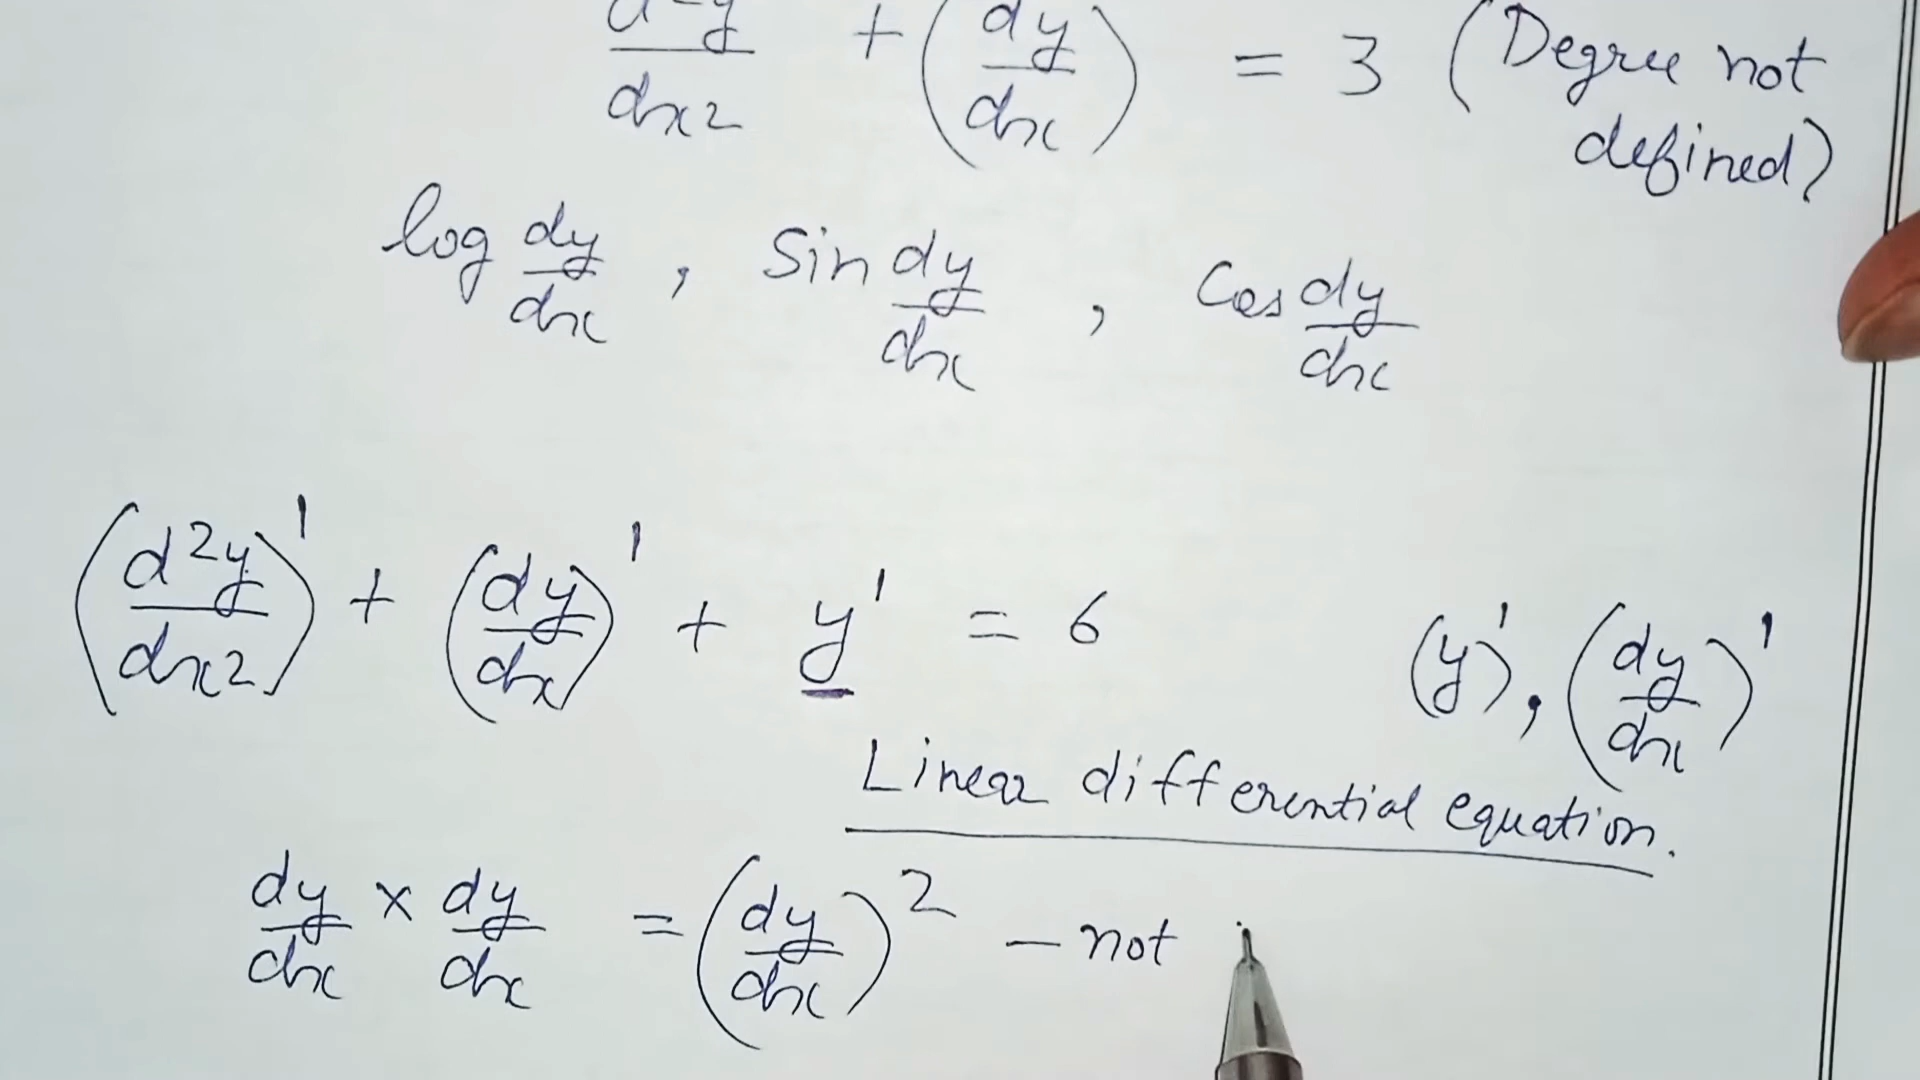 d²y/dx2 + (dy/dx) = 3 (Degree not
defined)
log dy/dx , Sin dy/dx , Cos dy/dx
(d²y/dx2)¹ + (dy/dx)¹ + y¹ = 6 (y)¹, (dy/dx)¹
Linear differential equation.
dy/dx × dy/dx = (dy/dx)² – not